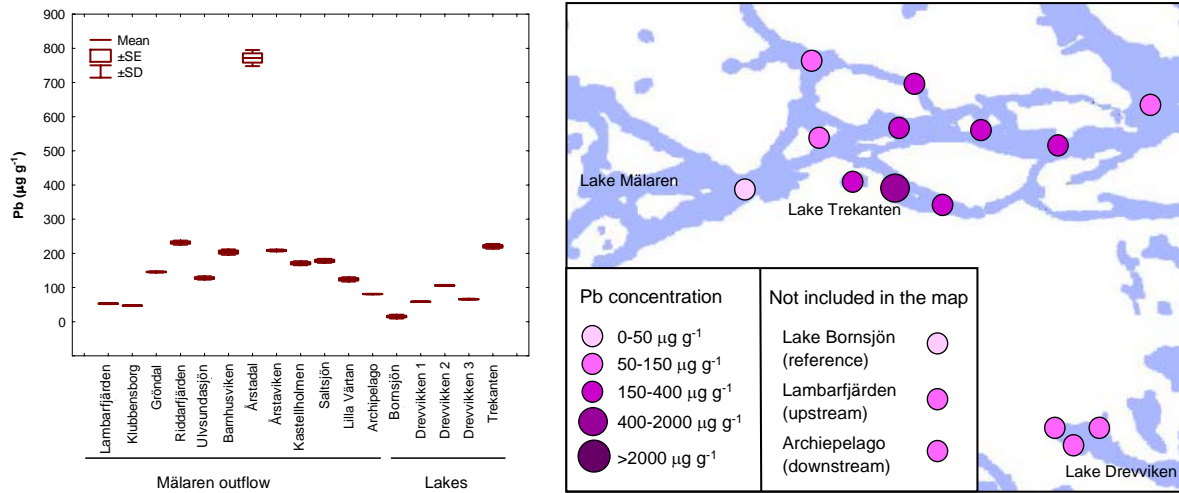 Pb (µg g-1)
900
800
700
600
500
400
300
200
100
0
-100
Mean
±SE
±SD
Lambarfjärden
Klubbensborg
Gröndal
Riddarfjärden
Ulvsundasjön
Barnhusviken
Årstadal
Årstaviken
Kastellholmen
Saltsjön
Lilla Värtan
Archipelago
Bornsjön
Drevvikken 1
Drevvikken 2
Drevvikken 3
Trekanten
Mälaren outflow
Lakes
Lake Mälaren
Lake Trekanten
Lake Drevviken
Pb concentration
0-50 µg g-1
50-150 µg g-1
150-400 µg g-1
400-2000 µg g-1
>2000 µg g-1
Not included in the map
Lake Bornsjön
(reference)
Lambarfjärden
(upstream)
Archiepelago
(downstream)